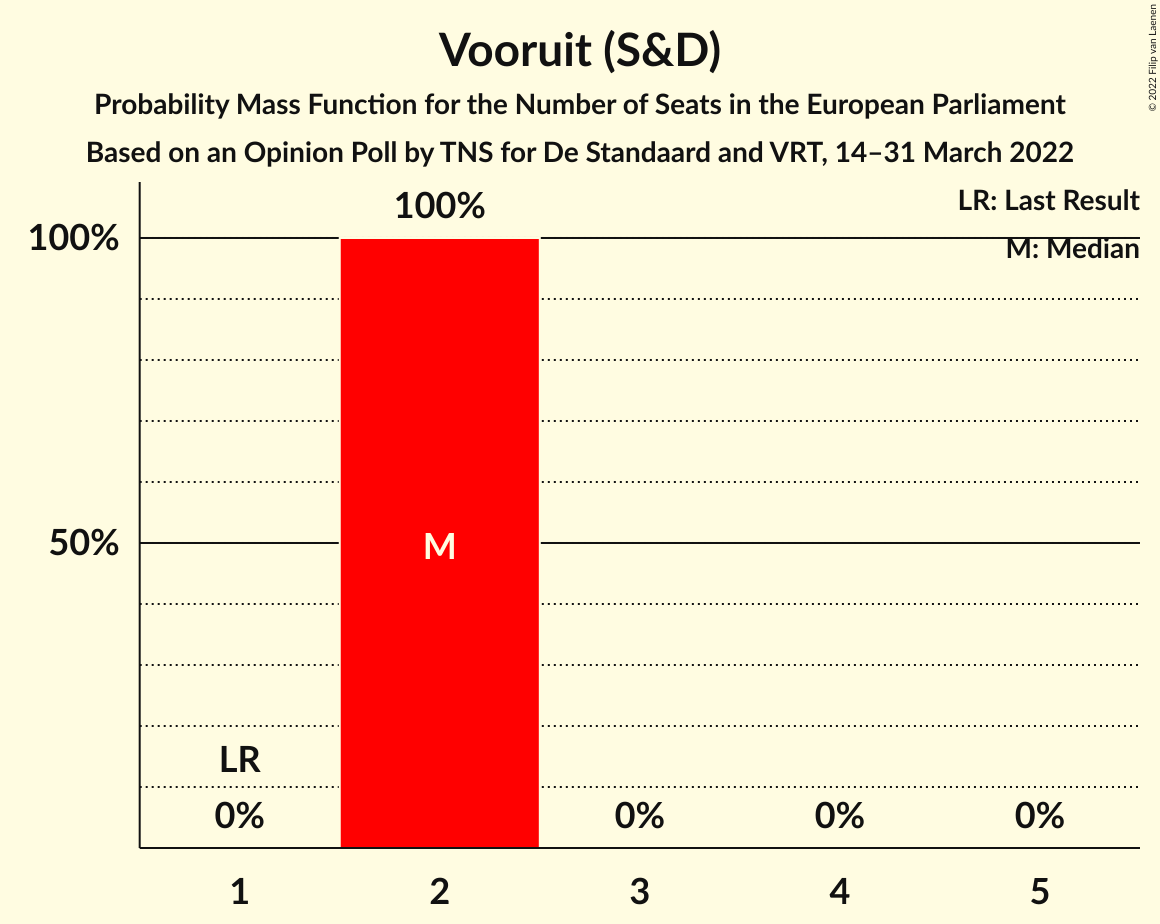 Vooruit (S&D)
Probability Mass Function for the Number of Seats in the European Parliament
Based on an Opinion Poll by TNS for De Standaard and VRT, 14–31 March 2022
© 2022 Filip van Laenen
LR: Last Result
M: Median
100%
100%
50%
M
LR
0%
0%
0%
0%
1
2
3
4
5